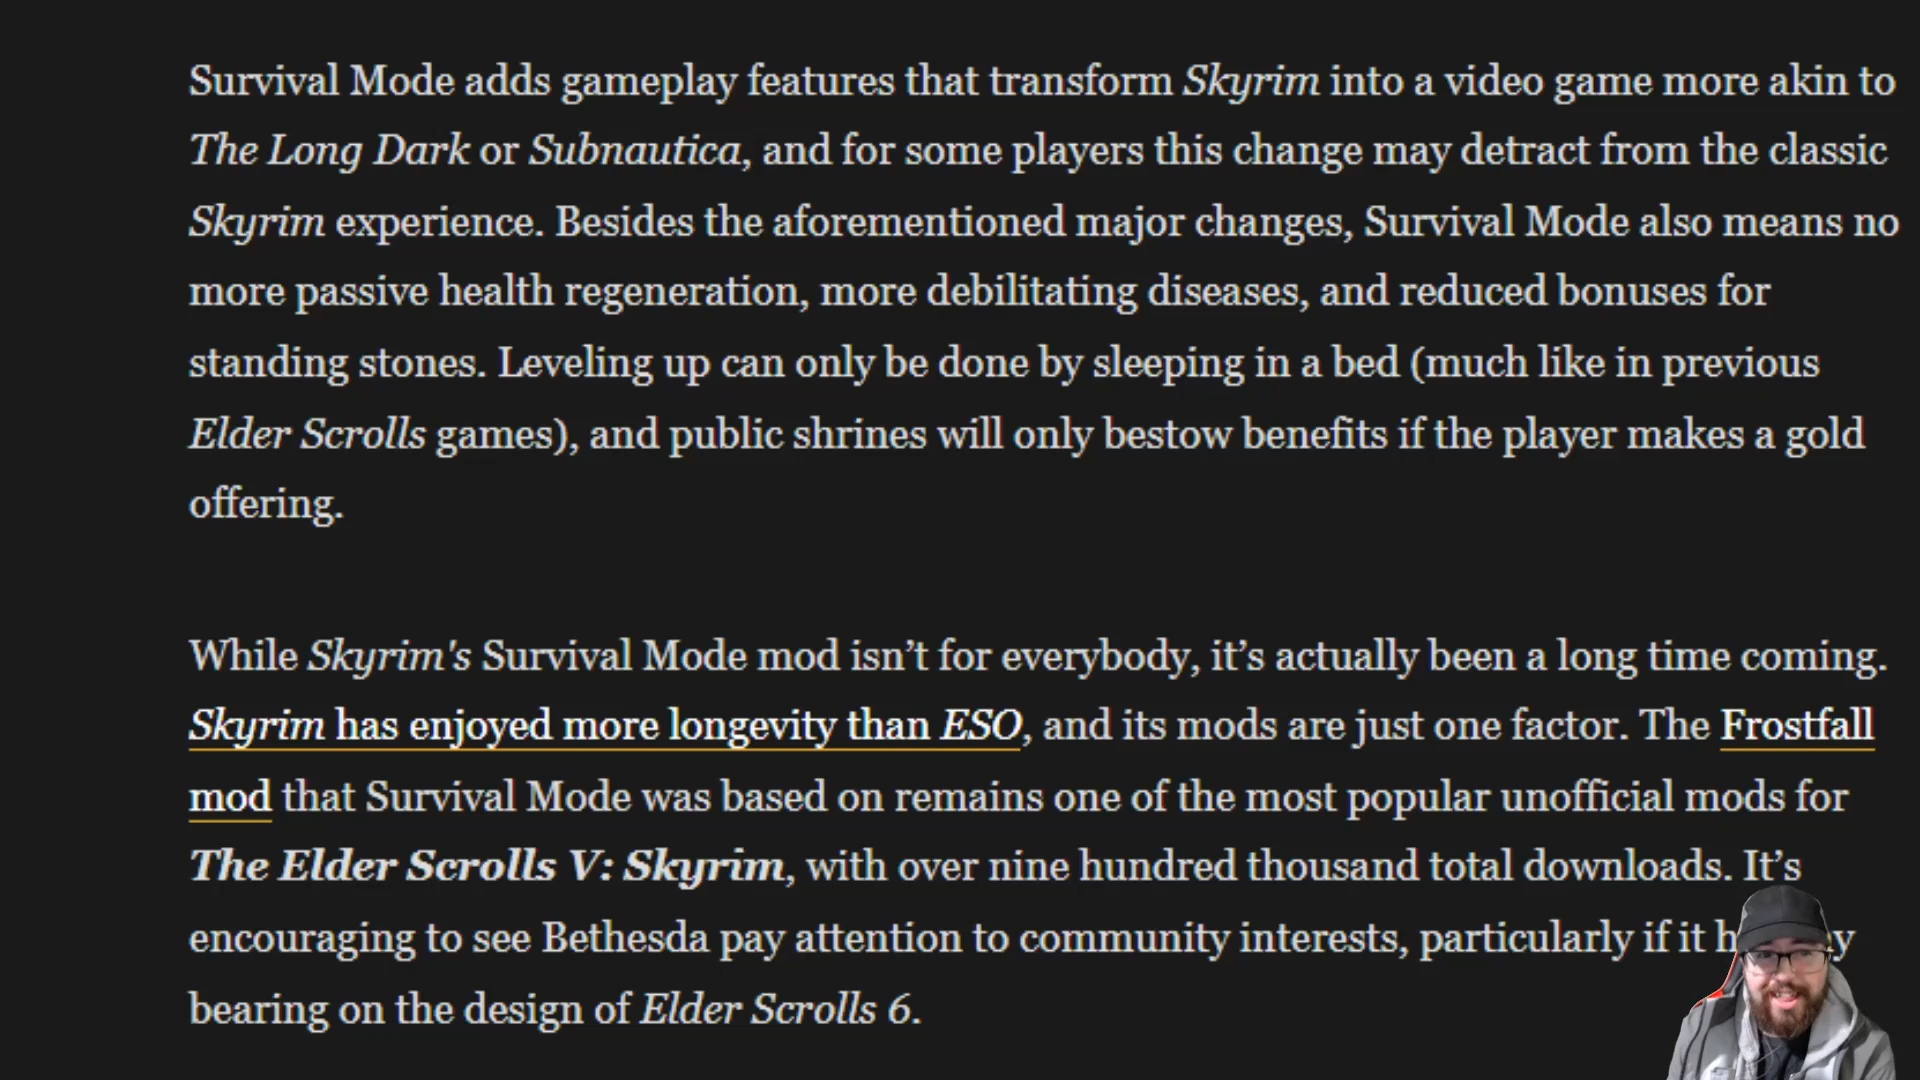 Survival Mode adds gameplay features that transform Skyrim into a video game more akin to
The Long Dark or Subnautica, and for some players this change may detract from the classic
Skyrim experience. Besides the aforementioned major changes, Survival Mode also means no
more passive health regeneration, more debilitating diseases, and reduced bonuses for
standing stones. Leveling up can only be done by sleeping in a bed (much like in previous
Elder Scrolls games), and public shrines will only bestow benefits if the player makes a gold
offering.
While Skyrim's Survival Mode mod isn’t for everybody, it’s actually been a long time coming.
Skyrim has enjoyed more longevity than ESO, and its mods are just one factor. The Frostfall
mod that Survival Mode was based on remains one of the most popular unofficial mods for
The Elder Scrolls V: Skyrim, with over nine hundred thousand total downloads. It’s
encouraging to see Bethesda pay attention to community interests, particularly if it
bearing on the design of Elder Scrolls 6.